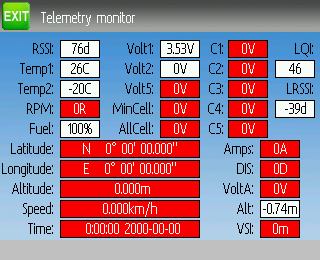 EXIT Telemetry monitor
RSSI: 76d Volt1: 3.53V C1: 0V LQI:
Temp1: 26C Volt2: 0V C2: 0V 46
Temp2: -20C Volt5: 0V C3: 0V LRSSI:
RPM: 0R MinCell: 0V C4: 0V -39d
Fuel: 100% AllCell: 0V C5: 0V
Latitude: N 0° 00' 00.000" Amps: 0A
Longitude: E 0° 00' 00.000" DIS: 0D
Altitude: 0.000m VoltA: 0V
Speed: 0.000km/h Alt: -0.74m
Time: 0:00:00 2000-00-00 VSI: 0m